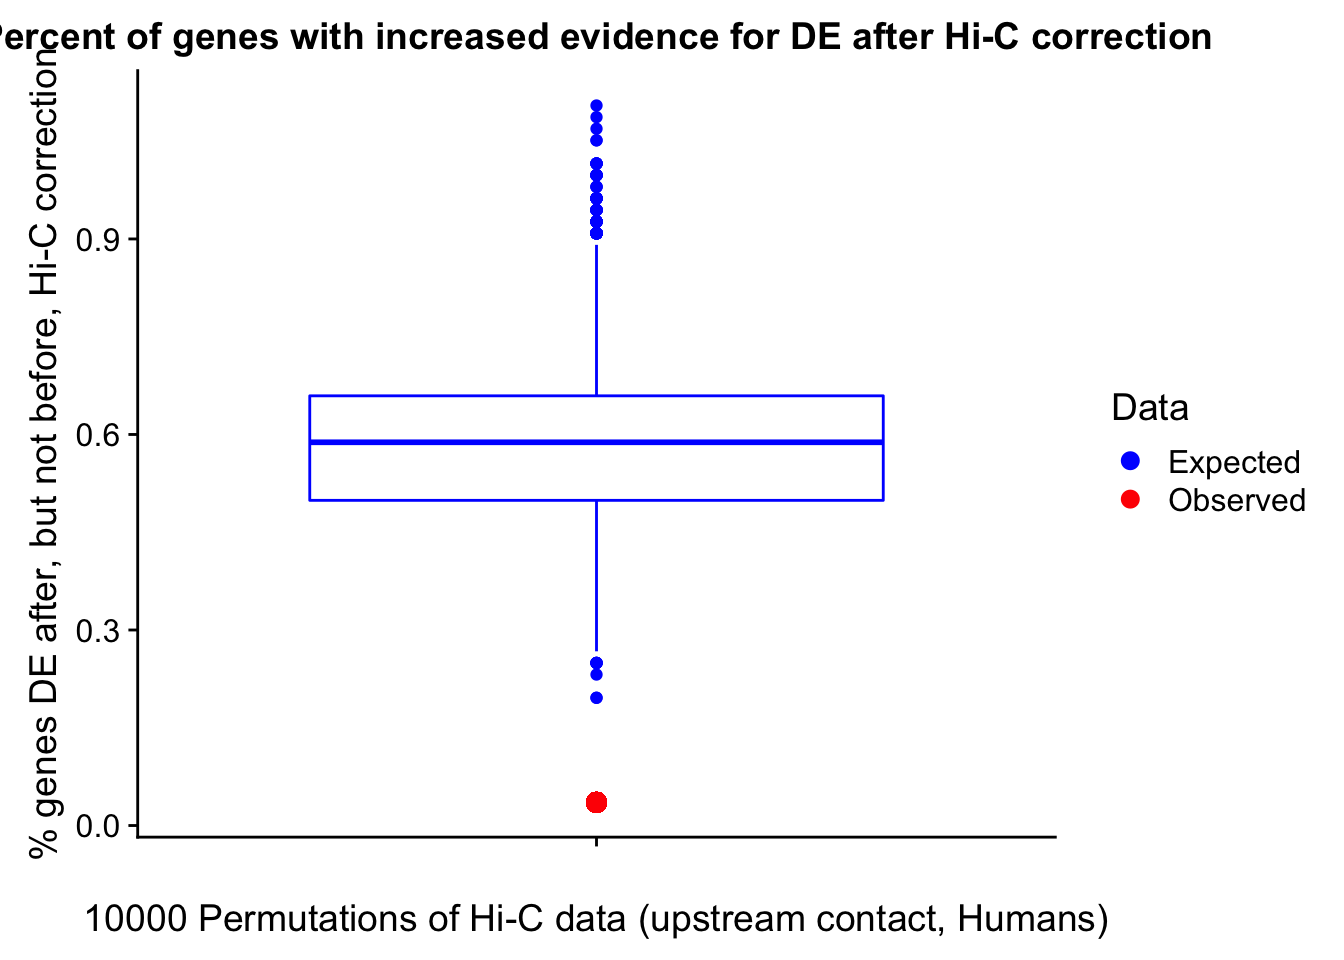 Percent of genes with increased evidence for DE after Hi-C correction
% genes DE after, but not before, Hi-C correction
0.9
0.6
0.3
0.0
10000 Permutations of Hi-C data (upstream contact, Humans)
Data
Expected
Observed